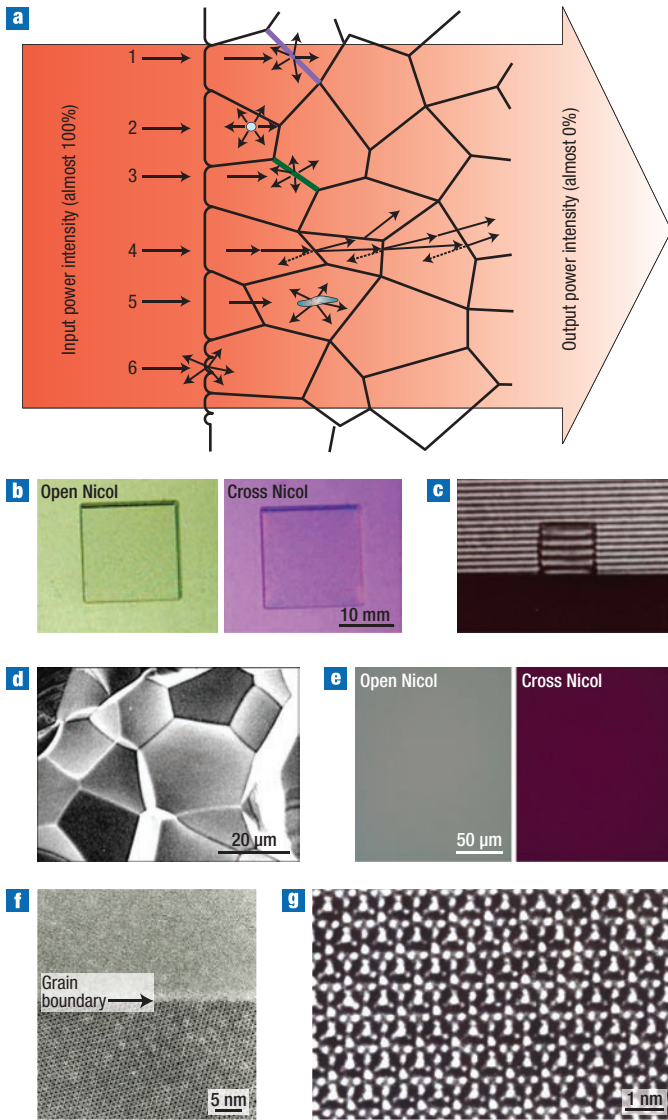 a
Input power intensity (almost 100%)
1
2
3
4
5
6
Output power intensity (almost 0%)
b
Open Nicol
Cross Nicol
10 mm
c
d
20 µm
e
Open Nicol
Cross Nicol
50 µm
f
Grain
boundary
5 nm
g
1 nm